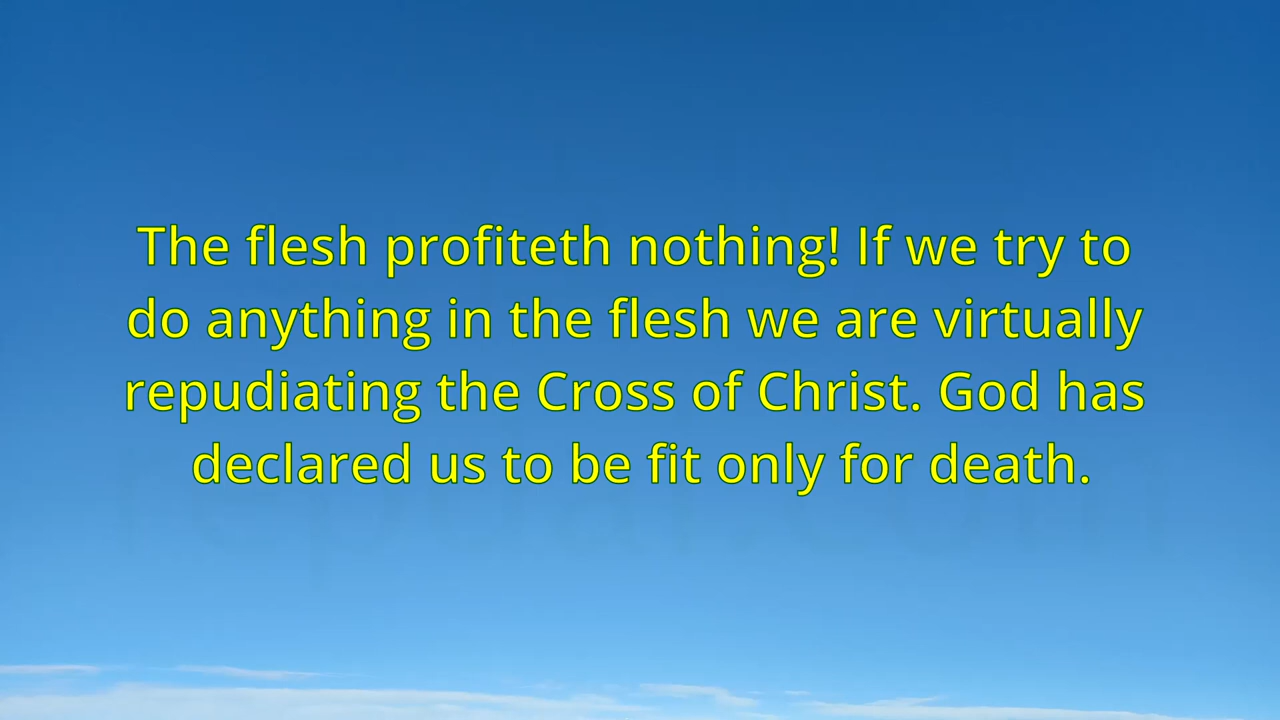 The flesh profiteth nothing! If we try to
do anything in the flesh we are virtually
repudiating the Cross of Christ. God has
declared us to be fit only for death.